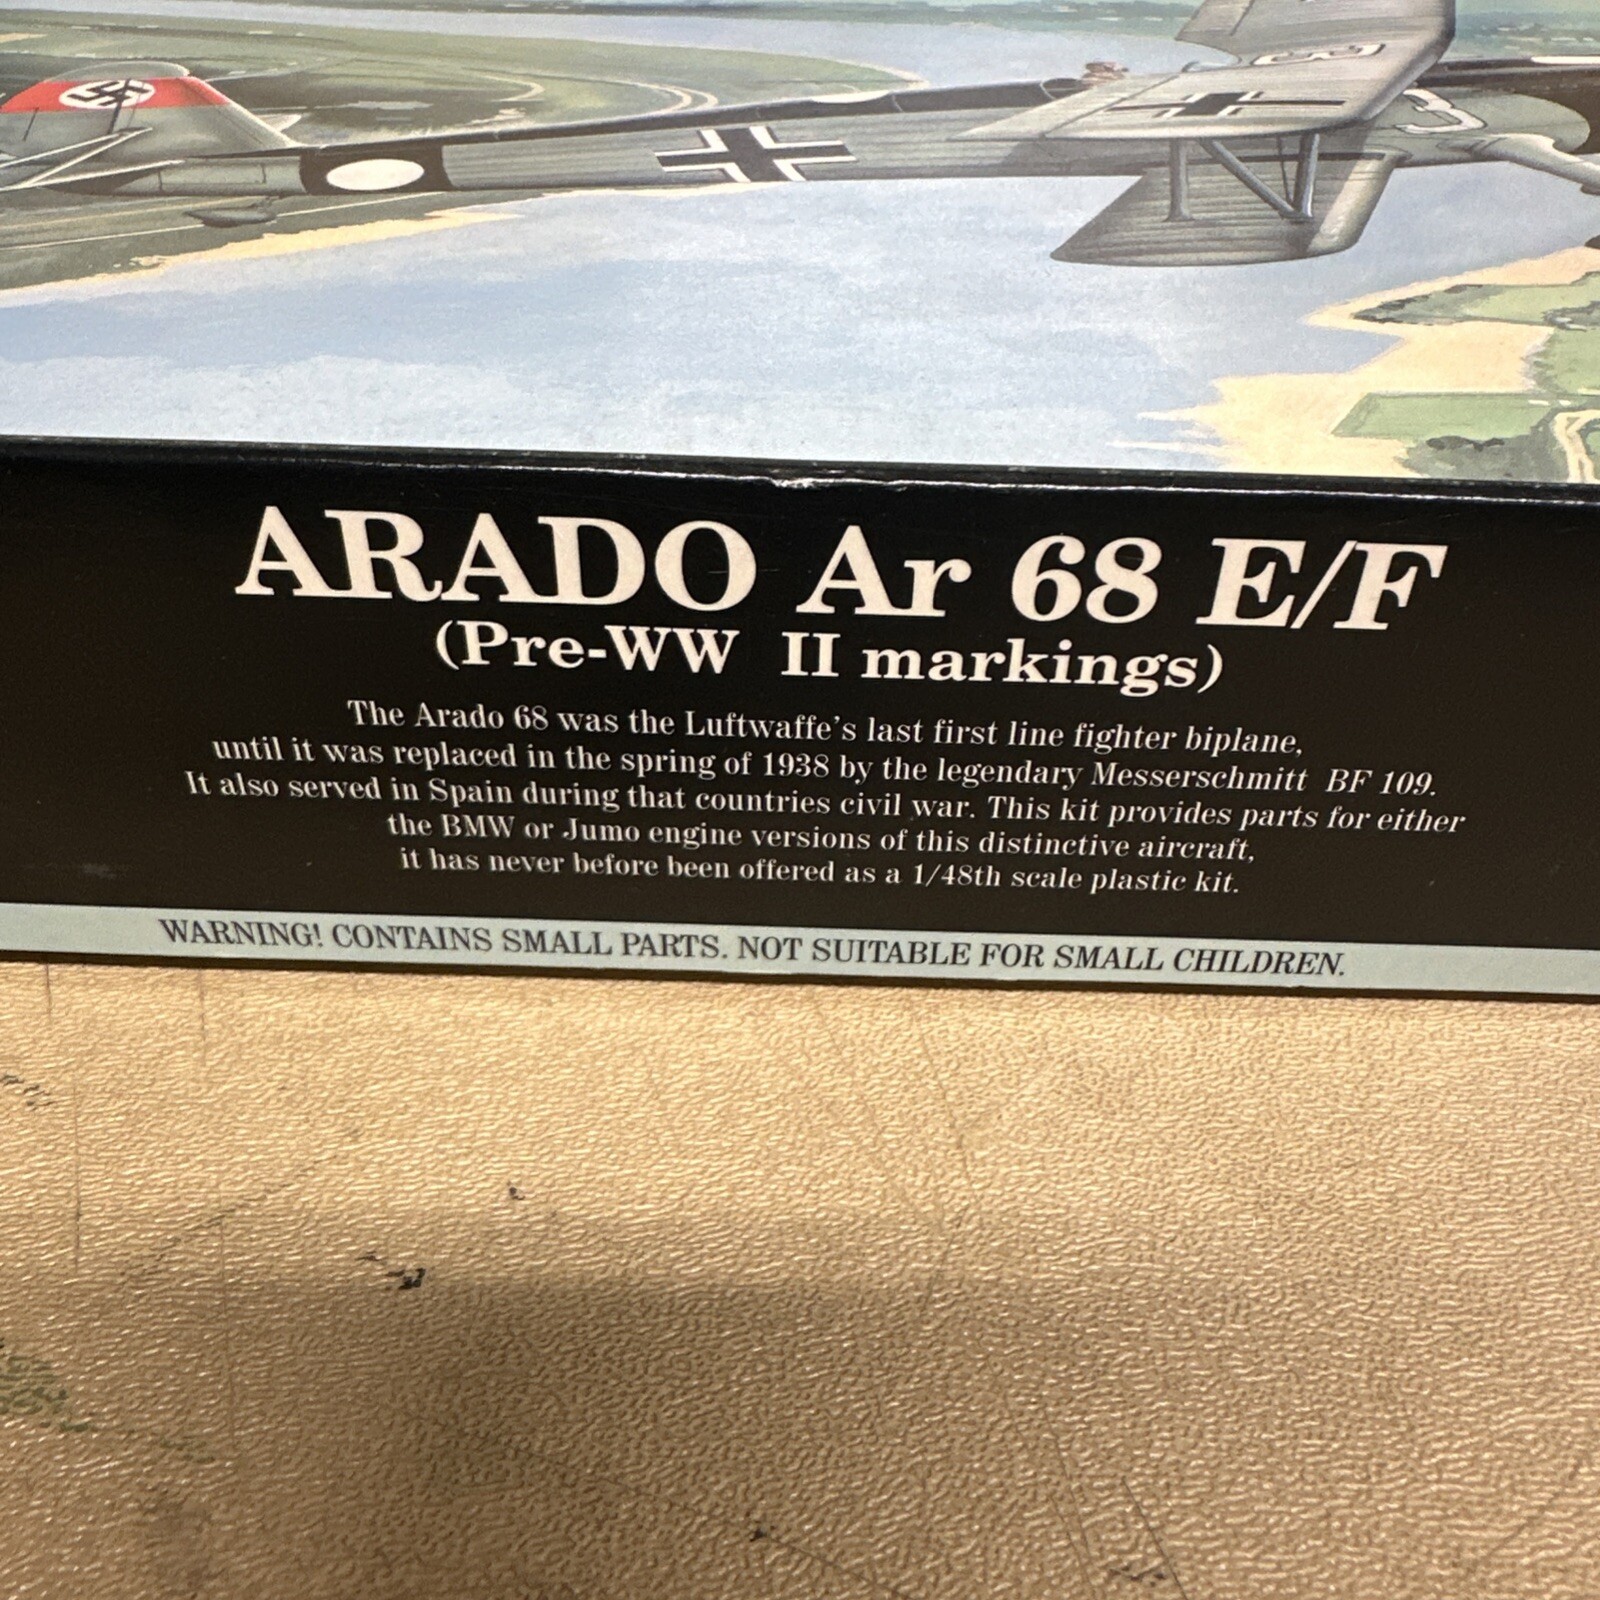 3
3
ARADO Ar 68 E/F
(Pre-WW II markings)
The Arado 68 was the Luftwaffe's last first line fighter biplane,
until it was replaced in the spring of 1938 by the legendary Messerschmitt BF 109.
It also served in Spain during that countries civil war. This kit provides parts for either
the BMW or Jumo engine versions of this distinctive aircraft,
it has never before been offered as a 1/48th scale plastic kit.
WARNING! CONTAINS SMALL PARTS. NOT SUITABLE FOR SMALL CHILDREN.